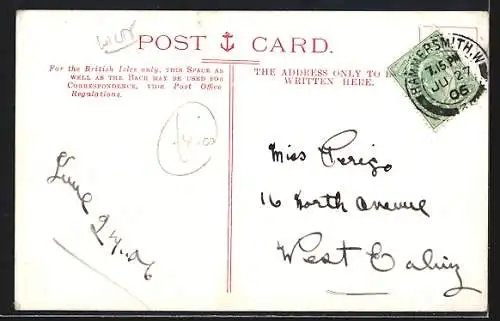 POST CARD.
For the British Isles only, this Space as
well as the Back may be used for
Correspondence, vide Post Office
Regulations.
THE ADDRESS ONLY TO BE
WRITTEN HERE.
HAMMERSMITH. W
7.15 PM
JU 27
06
June 27. 06
Miss Perigo
16 North Avenue
West Ealing